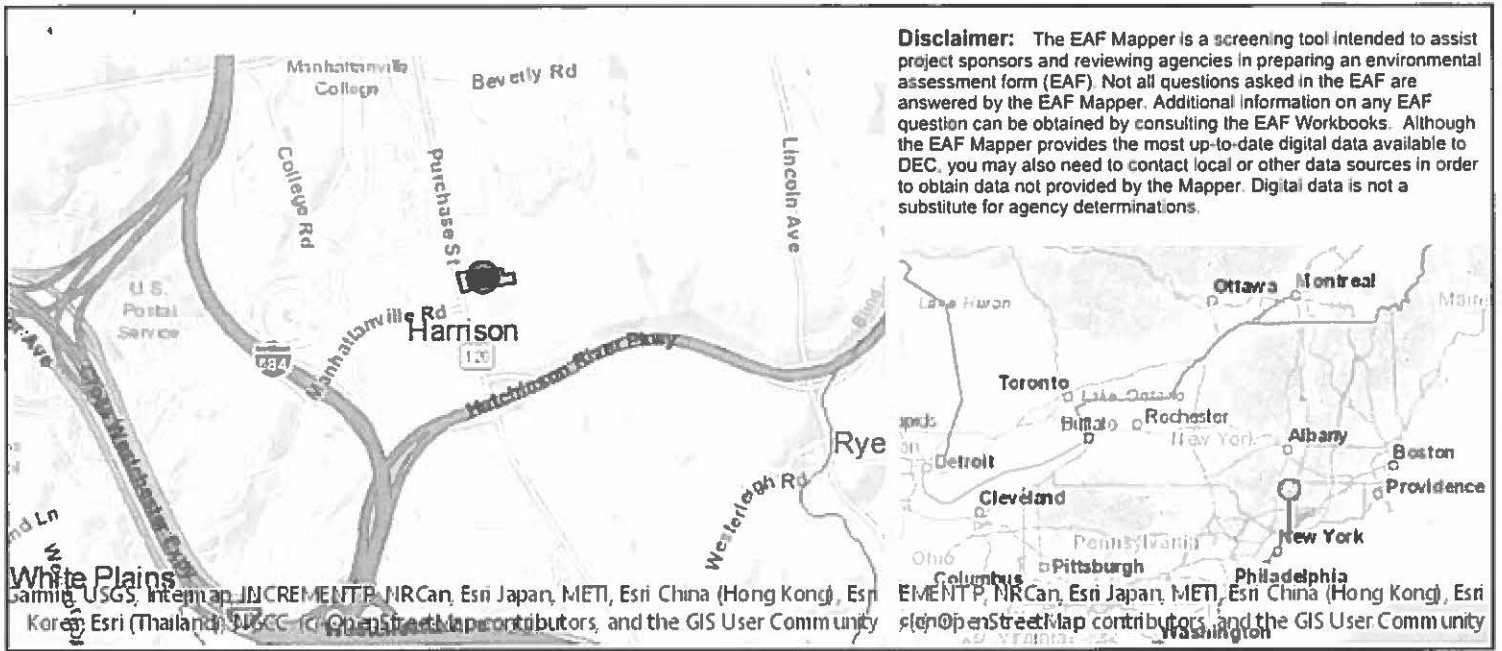 Disclaimer: The EAF Mapper is a screening tool intended to assist
project sponsors and reviewing agencies in preparing an environmental
assessment form (EAF). Not all questions asked in the EAF are
answered by the EAF Mapper. Additional information on any EAF
question can be obtained by consulting the EAF Workbooks. Although
the EAF Mapper provides the most up-to-date digital data available to
DEC, you may also need to contact local or other data sources in order
to obtain data not provided by the Mapper. Digital data is not a
substitute for agency determinations.
Manhattanville
College
Beverly Rd
College Rd
Purchase St
Lincoln Ave
U.S.
Postal
Service
Manhattanville Rd
Harrison
120
684
Hutchinson River Pkwy
Blind
Rye
Westerleigh Rd
White Plains
Garmin, USGS, Intermap, INCREMENT P, NRCan, Esri Japan, METI, Esri China (Hong Kong), Esri
Korea, Esri (Thailand), NGCC, (c) OpenStreetMap contributors, and the GIS User Community
Ottawa
Montreal
Lake Huron
Toronto
Lake Ontario
Buffalo
Rochester
New York
Albany
Boston
Detroit
Providence
Cleveland
New York
Pennsylvania
Ohio
Pittsburgh
Columbus
Philadelphia
EMENT P, NRCan, Esri Japan, METI, Esri China (Hong Kong), Esri
OpenStreetMap contributors, and the GIS User Community
Washington